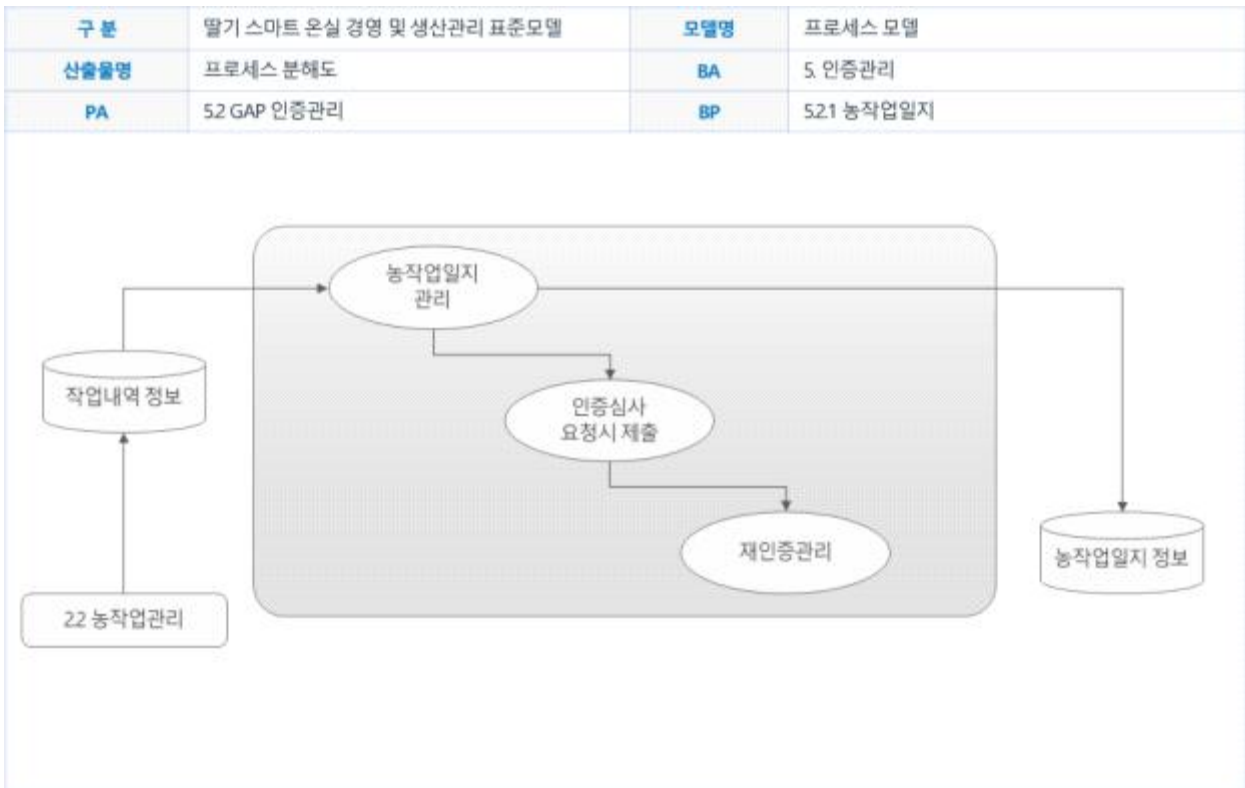 구 분 딸기 스마트 온실 경영 및 생산관리 표준모델 모델명 프로세스 모델
산출물명 프로세스 분해도 BA 5. 인증관리
PA 5.2 GAP 인증관리 BP 5.2.1 농작업일지
농작업일지
관리
작업내역 정보
인증심사
요청시 제출
재인증관리
농작업일지 정보
2.2 농작업관리